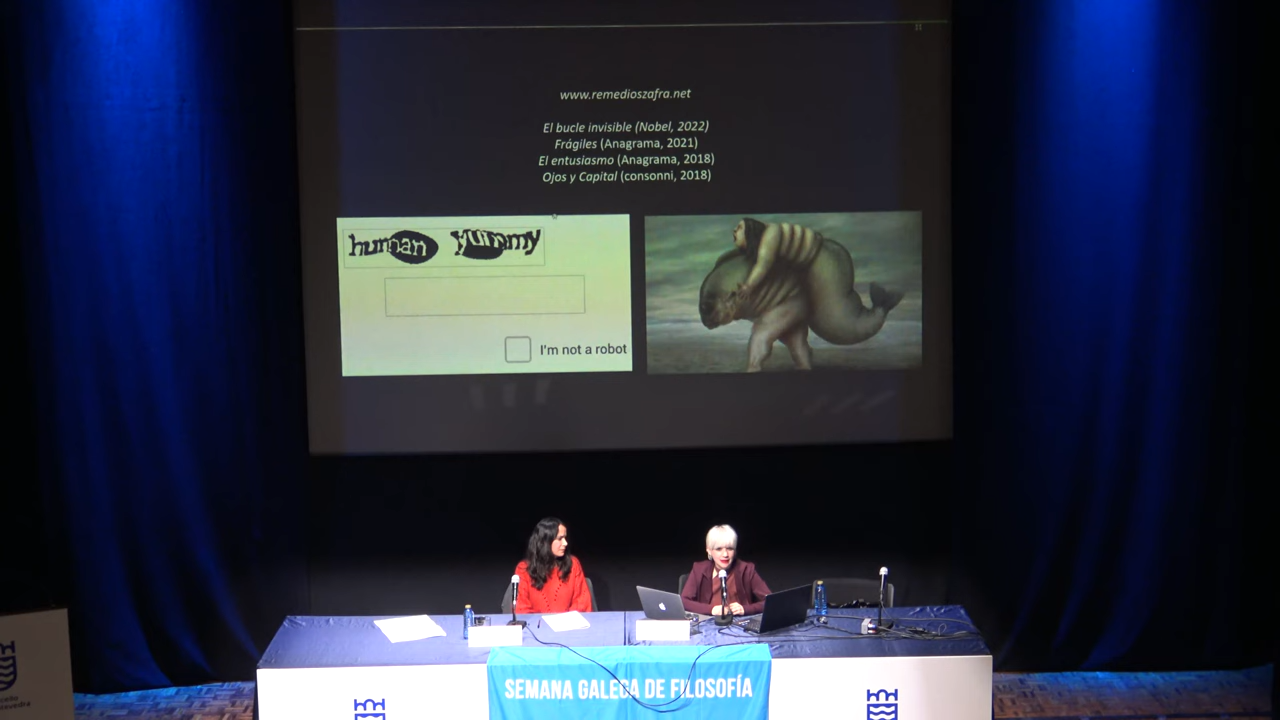 www.remedioszafra.net
El bucle invisible (Nobel, 2022)
Frágiles (Anagrama, 2021)
El entusiasmo (Anagrama, 2018)
Ojos y Capital (consonni, 2018)
human yummy
I'm not a robot
SEMANA GALEGA DE FILOSOFÍA